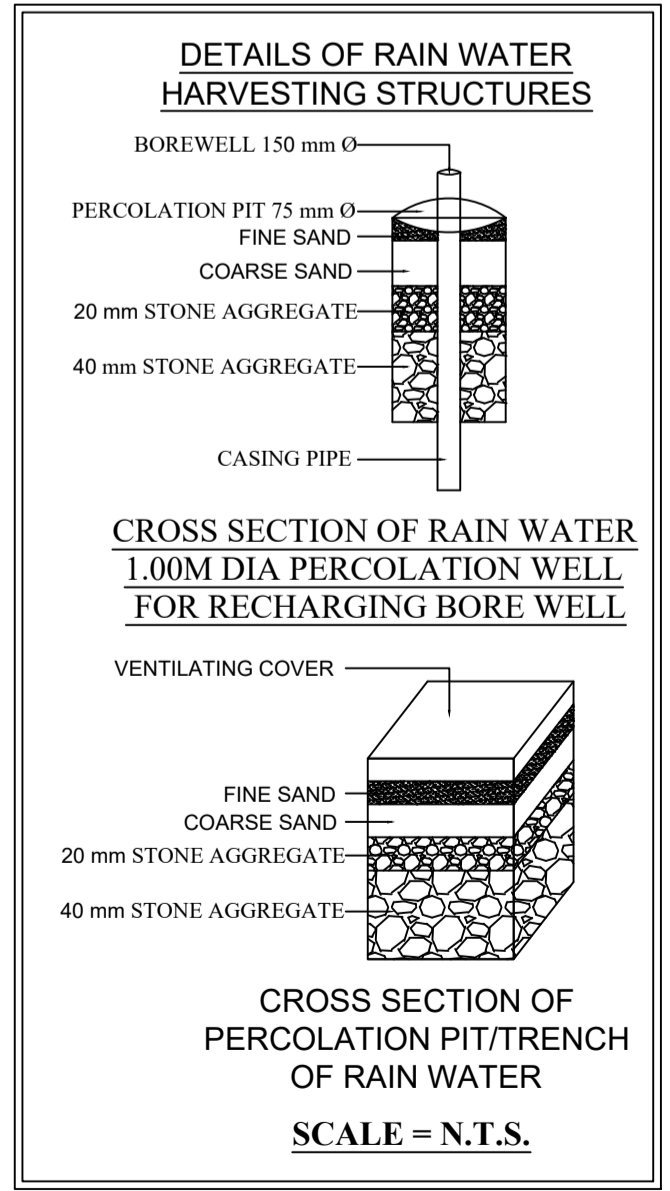 DETAILS OF RAIN WATER
HARVESTING STRUCTURES
BOREWELL 150 mm Ø
PERCOLATION PIT 75 mm Ø
FINE SAND
COARSE SAND
20 mm STONE AGGREGATE
40 mm STONE AGGREGATE
CASING PIPE
CROSS SECTION OF RAIN WATER
1.00M DIA PERCOLATION WELL
FOR RECHARGING BORE WELL
VENTILATING COVER
FINE SAND
COARSE SAND
20 mm STONE AGGREGATE
40 mm STONE AGGREGATE
CROSS SECTION OF
PERCOLATION PIT/TRENCH
OF RAIN WATER
SCALE = N.T.S.